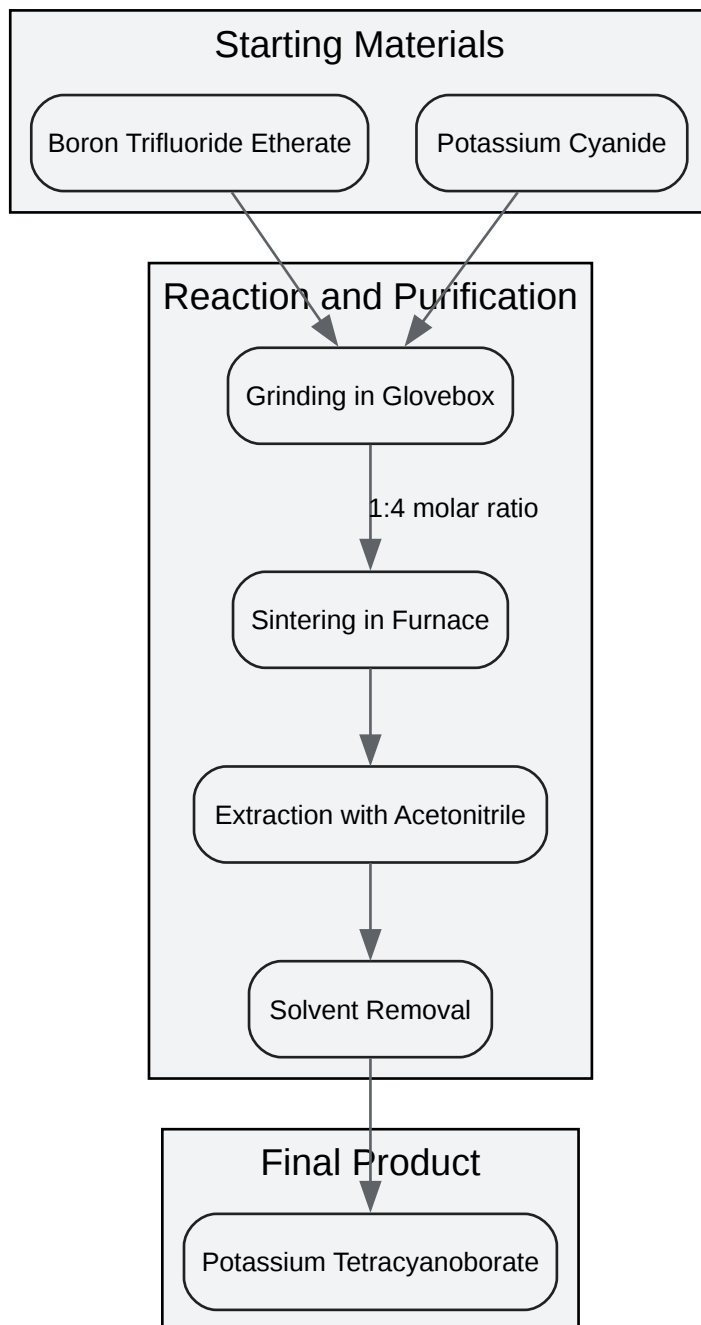 Starting Materials
Boron Trifluoride Etherate
Potassium Cyanide
Reaction and Purification
Grinding in Glovebox
1:4 molar ratio
Sintering in Furnace
Extraction with Acetonitrile
Solvent Removal
Final Product
Potassium Tetracyanoborate